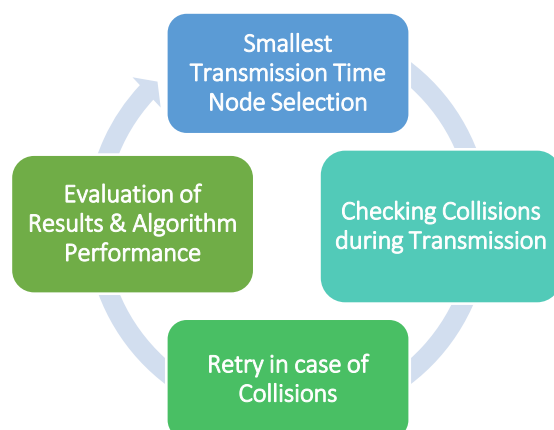 Smallest
Transmission Time
Node Selection
Checking Collisions
during Transmission
Retry in case of
Collisions
Evaluation of
Results & Algorithm
Performance